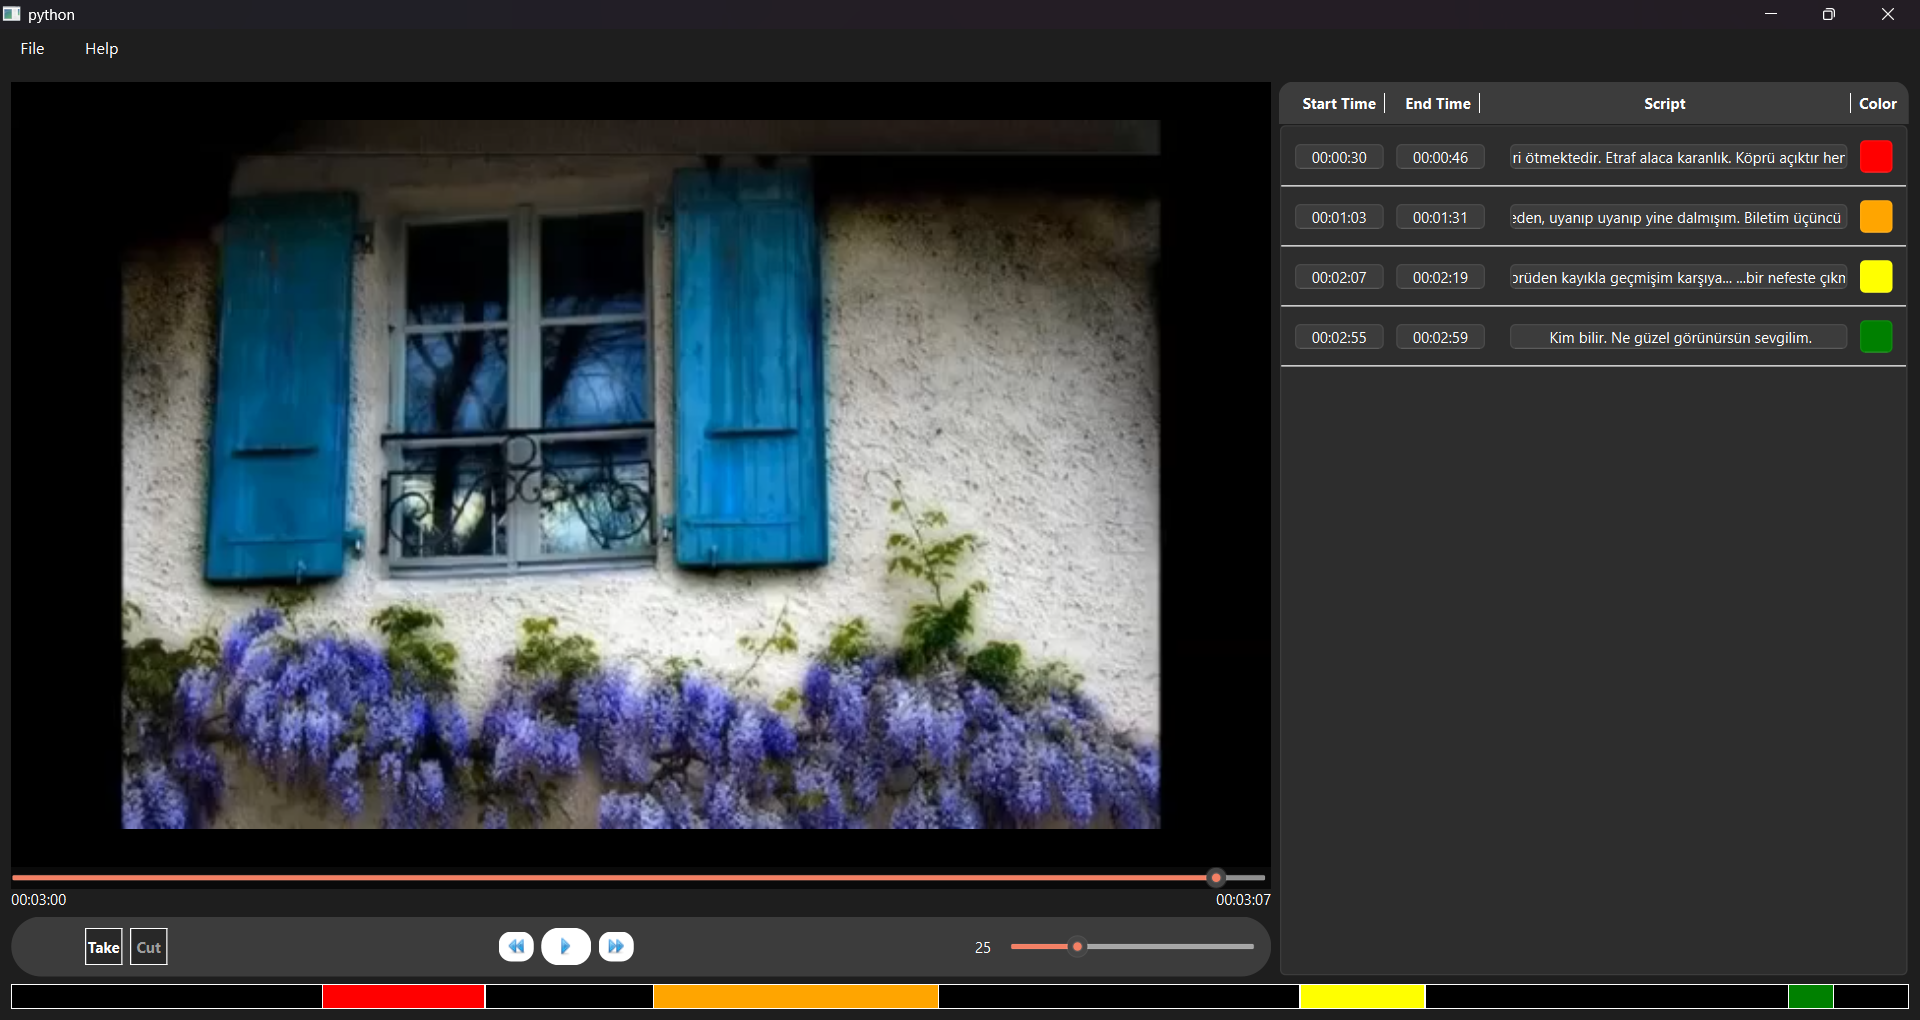 python
File Help
Start Time End Time Script Color
00:00:30 00:00:46 ri ötmektedir. Etraf alaca karanlık. Köprü açıktır her
00:01:03 00:01:31 eden, uyanıp uyanıp yine dalmışım. Biletim üçüncü
00:02:07 00:02:19 prüden kayıkla geçmişim karşıya... ...bir nefeste çıkn
00:02:55 00:02:59 Kim bilir. Ne güzel görünürsün sevgilim.
00:03:00 00:03:07
Take Cut 25